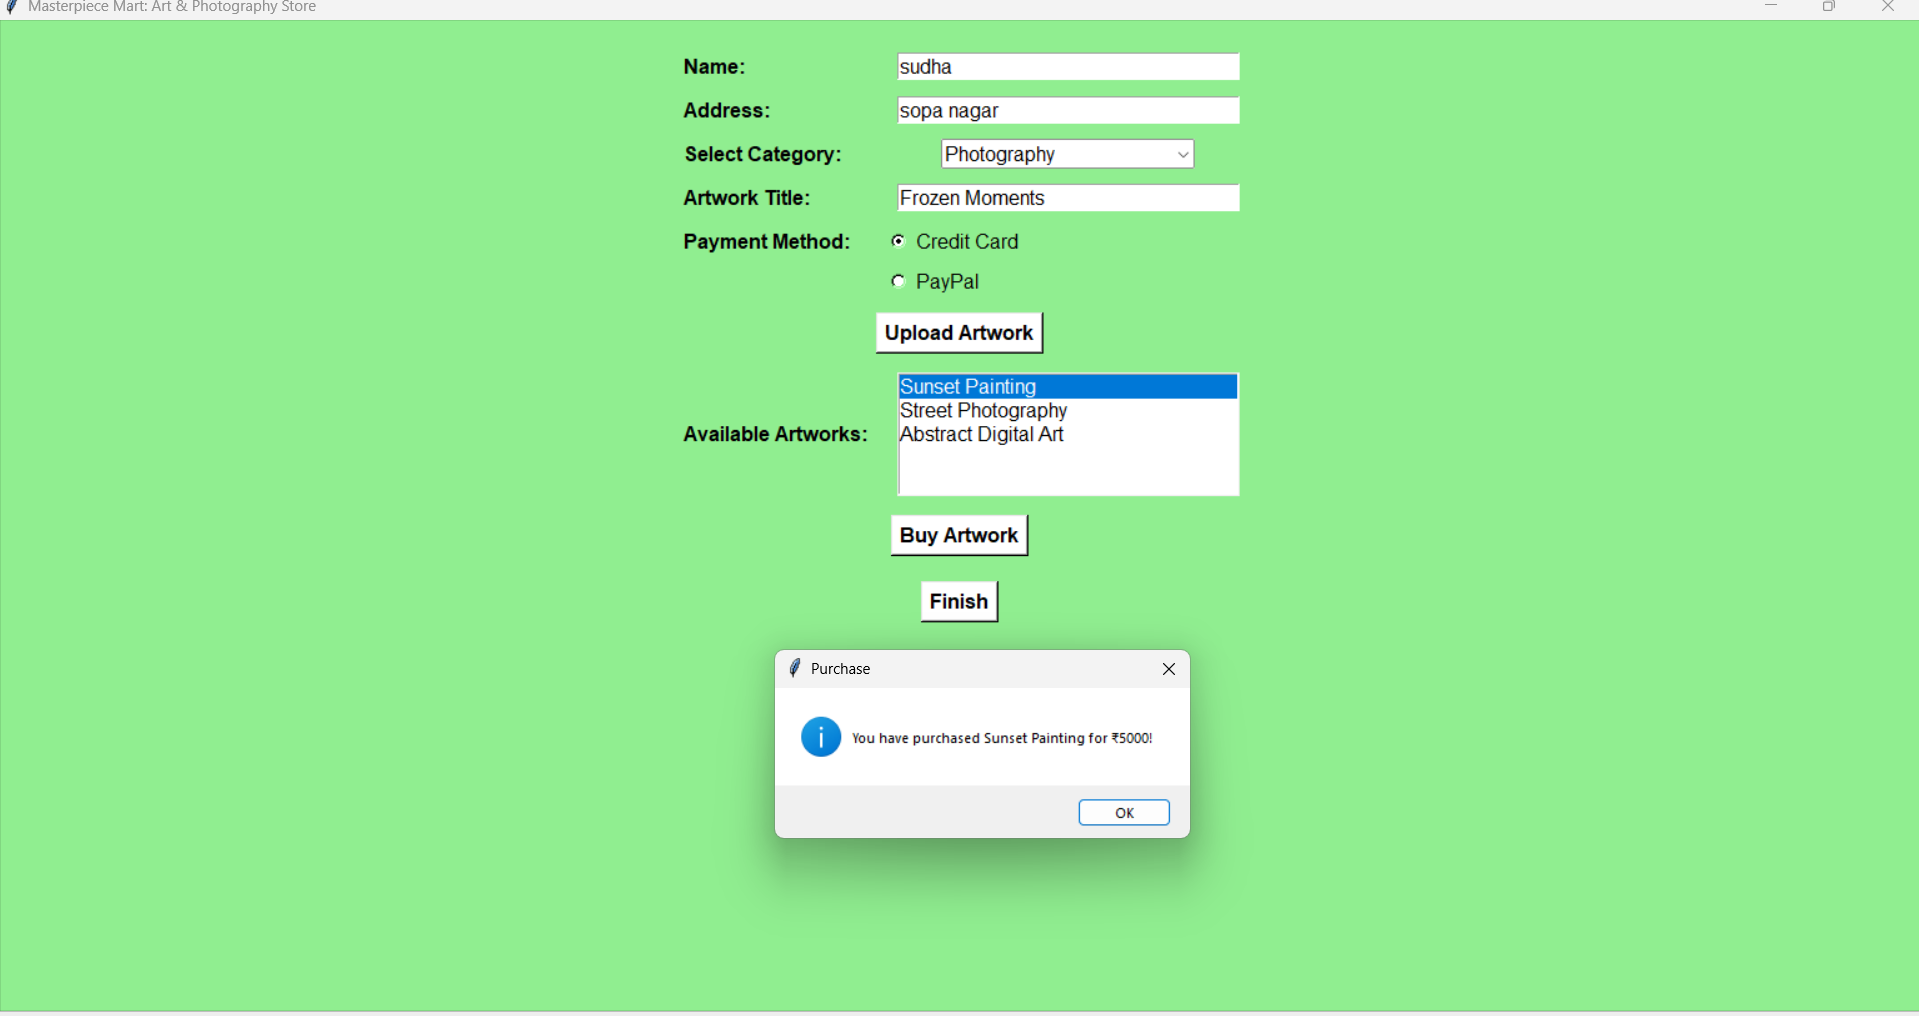 Masterpiece Mart: Art & Photography Store
Name: sudha
Address: sopa nagar
Select Category: Photography
Artwork Title: Frozen Moments
Payment Method: Credit Card
PayPal
Upload Artwork
Sunset Painting
Street Photography
Available Artworks: Abstract Digital Art
Buy Artwork
Finish
Purchase
You have purchased Sunset Painting for ₹5000!
OK